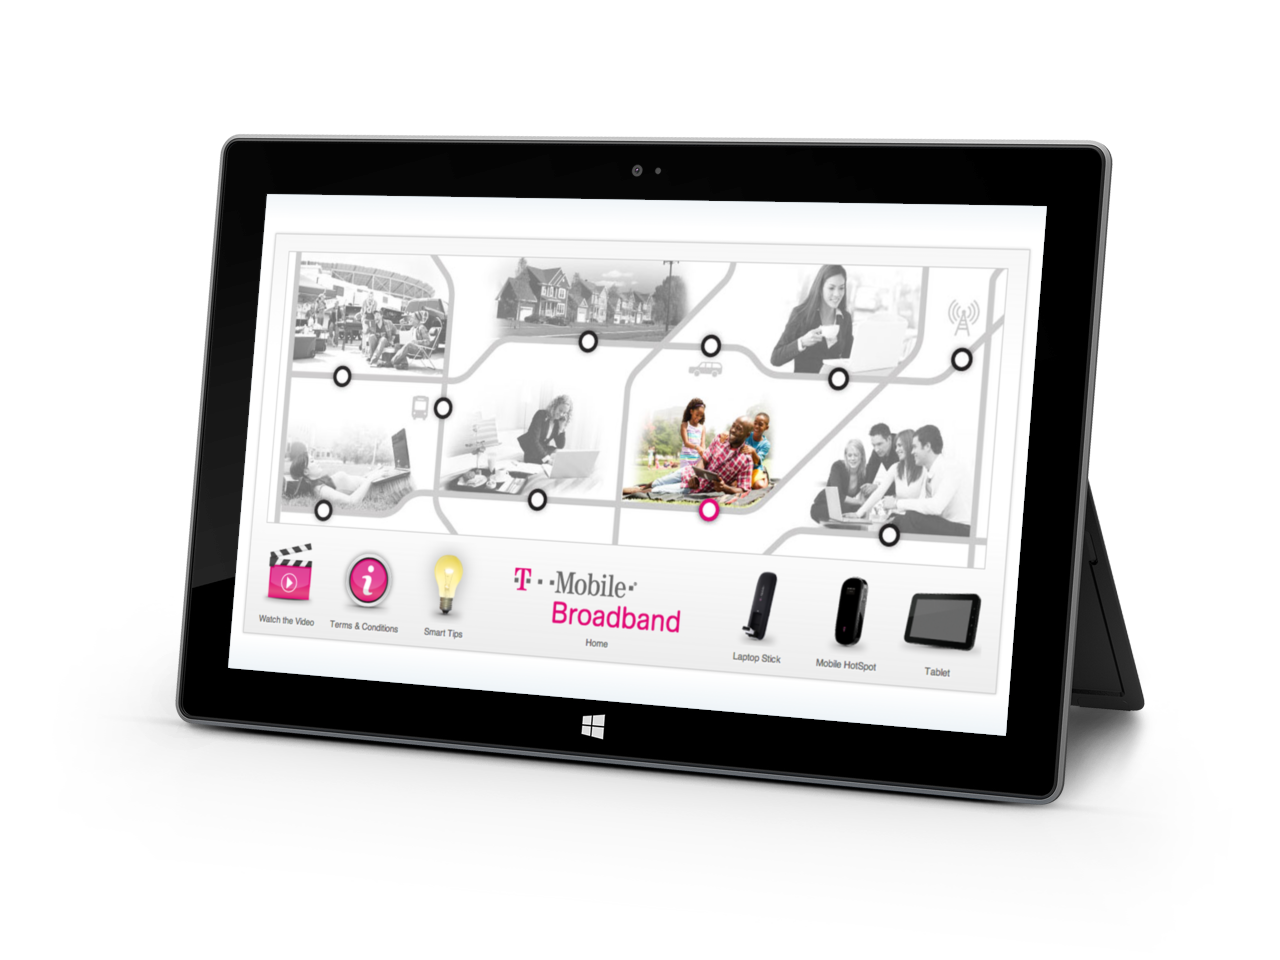 T··Mobile·®
Broadband
Home
Watch the Video
Terms & Conditions
Smart Tips
Laptop Stick
Mobile HotSpot
Tablet